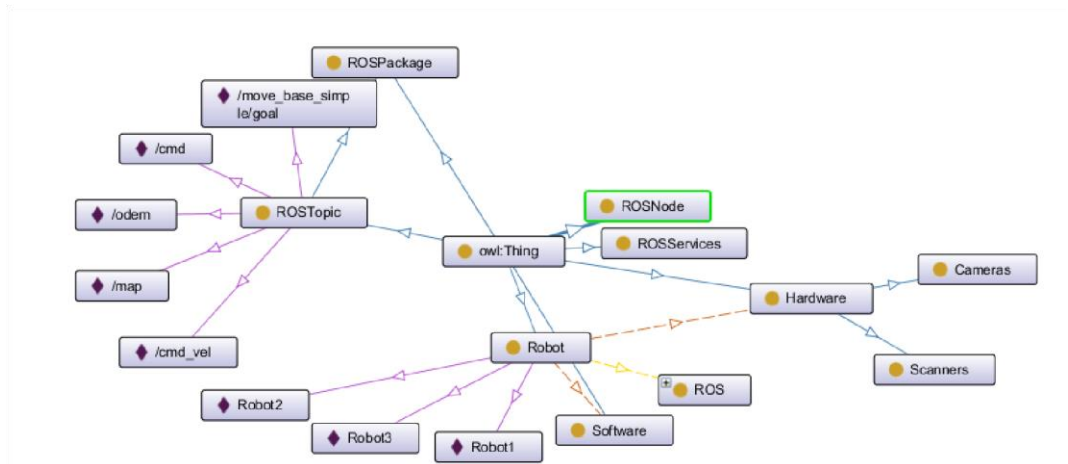 ROSPackage
/move_base_simp
le/goal
/cmd
ROSTopic
/odem
/map
/cmd_vel
owl:Thing
ROSNode
ROSServices
Hardware
Cameras
Scanners
Robot
ROS
Software
Robot2
Robot3
Robot1